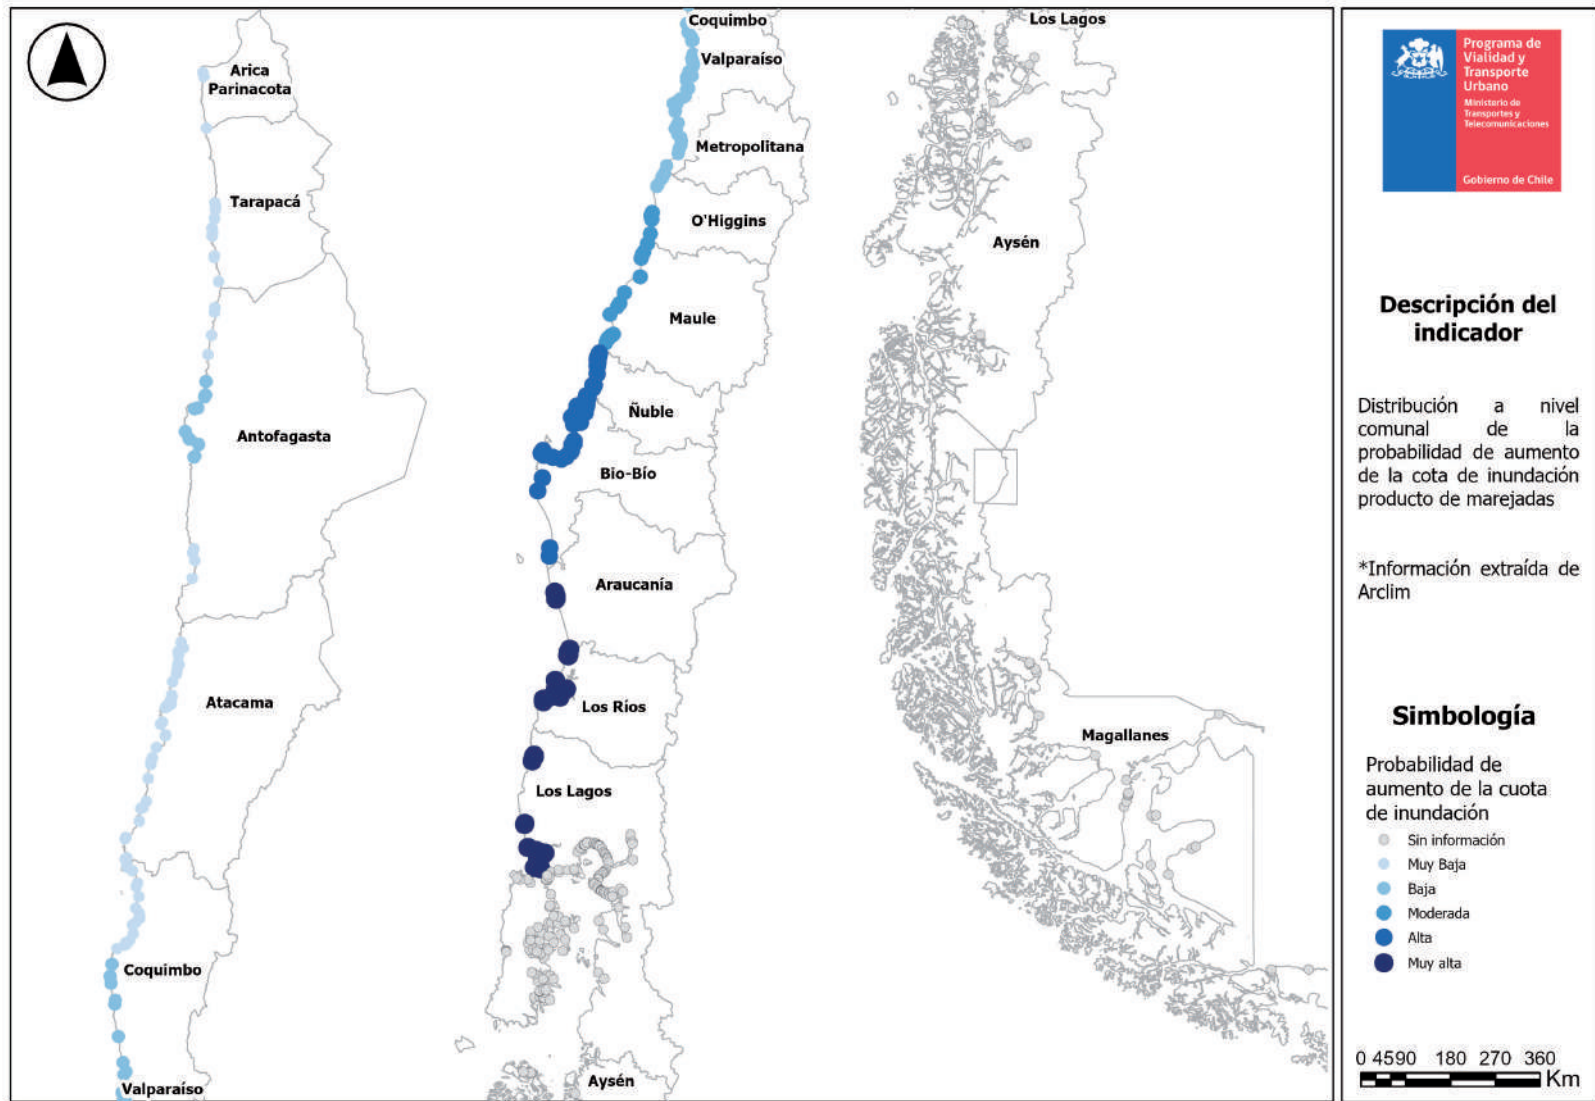 Arica
Parinacota
Tarapacá
Antofagasta
Atacama
Coquimbo
Valparaíso
Coquimbo
Valparaíso
Metropolitana
O'Higgins
Maule
Ñuble
Bio-Bío
Araucanía
Los Ríos
Los Lagos
Aysén
Los Lagos
Aysén
Magallanes
Programa de
Vialidad y
Transporte
Urbano
Ministerio de
Transportes y
Telecomunicaciones
Gobierno de Chile
Descripción del
indicador
Distribución a nivel
comunal de la
probabilidad de aumento
de la cota de inundación
producto de marejadas
*Información extraída de
Arclim
Simbología
Probabilidad de
aumento de la cuota
de inundación
Sin información
Muy Baja
Baja
Moderada
Alta
Muy alta
0 4590 180 270 360
Km